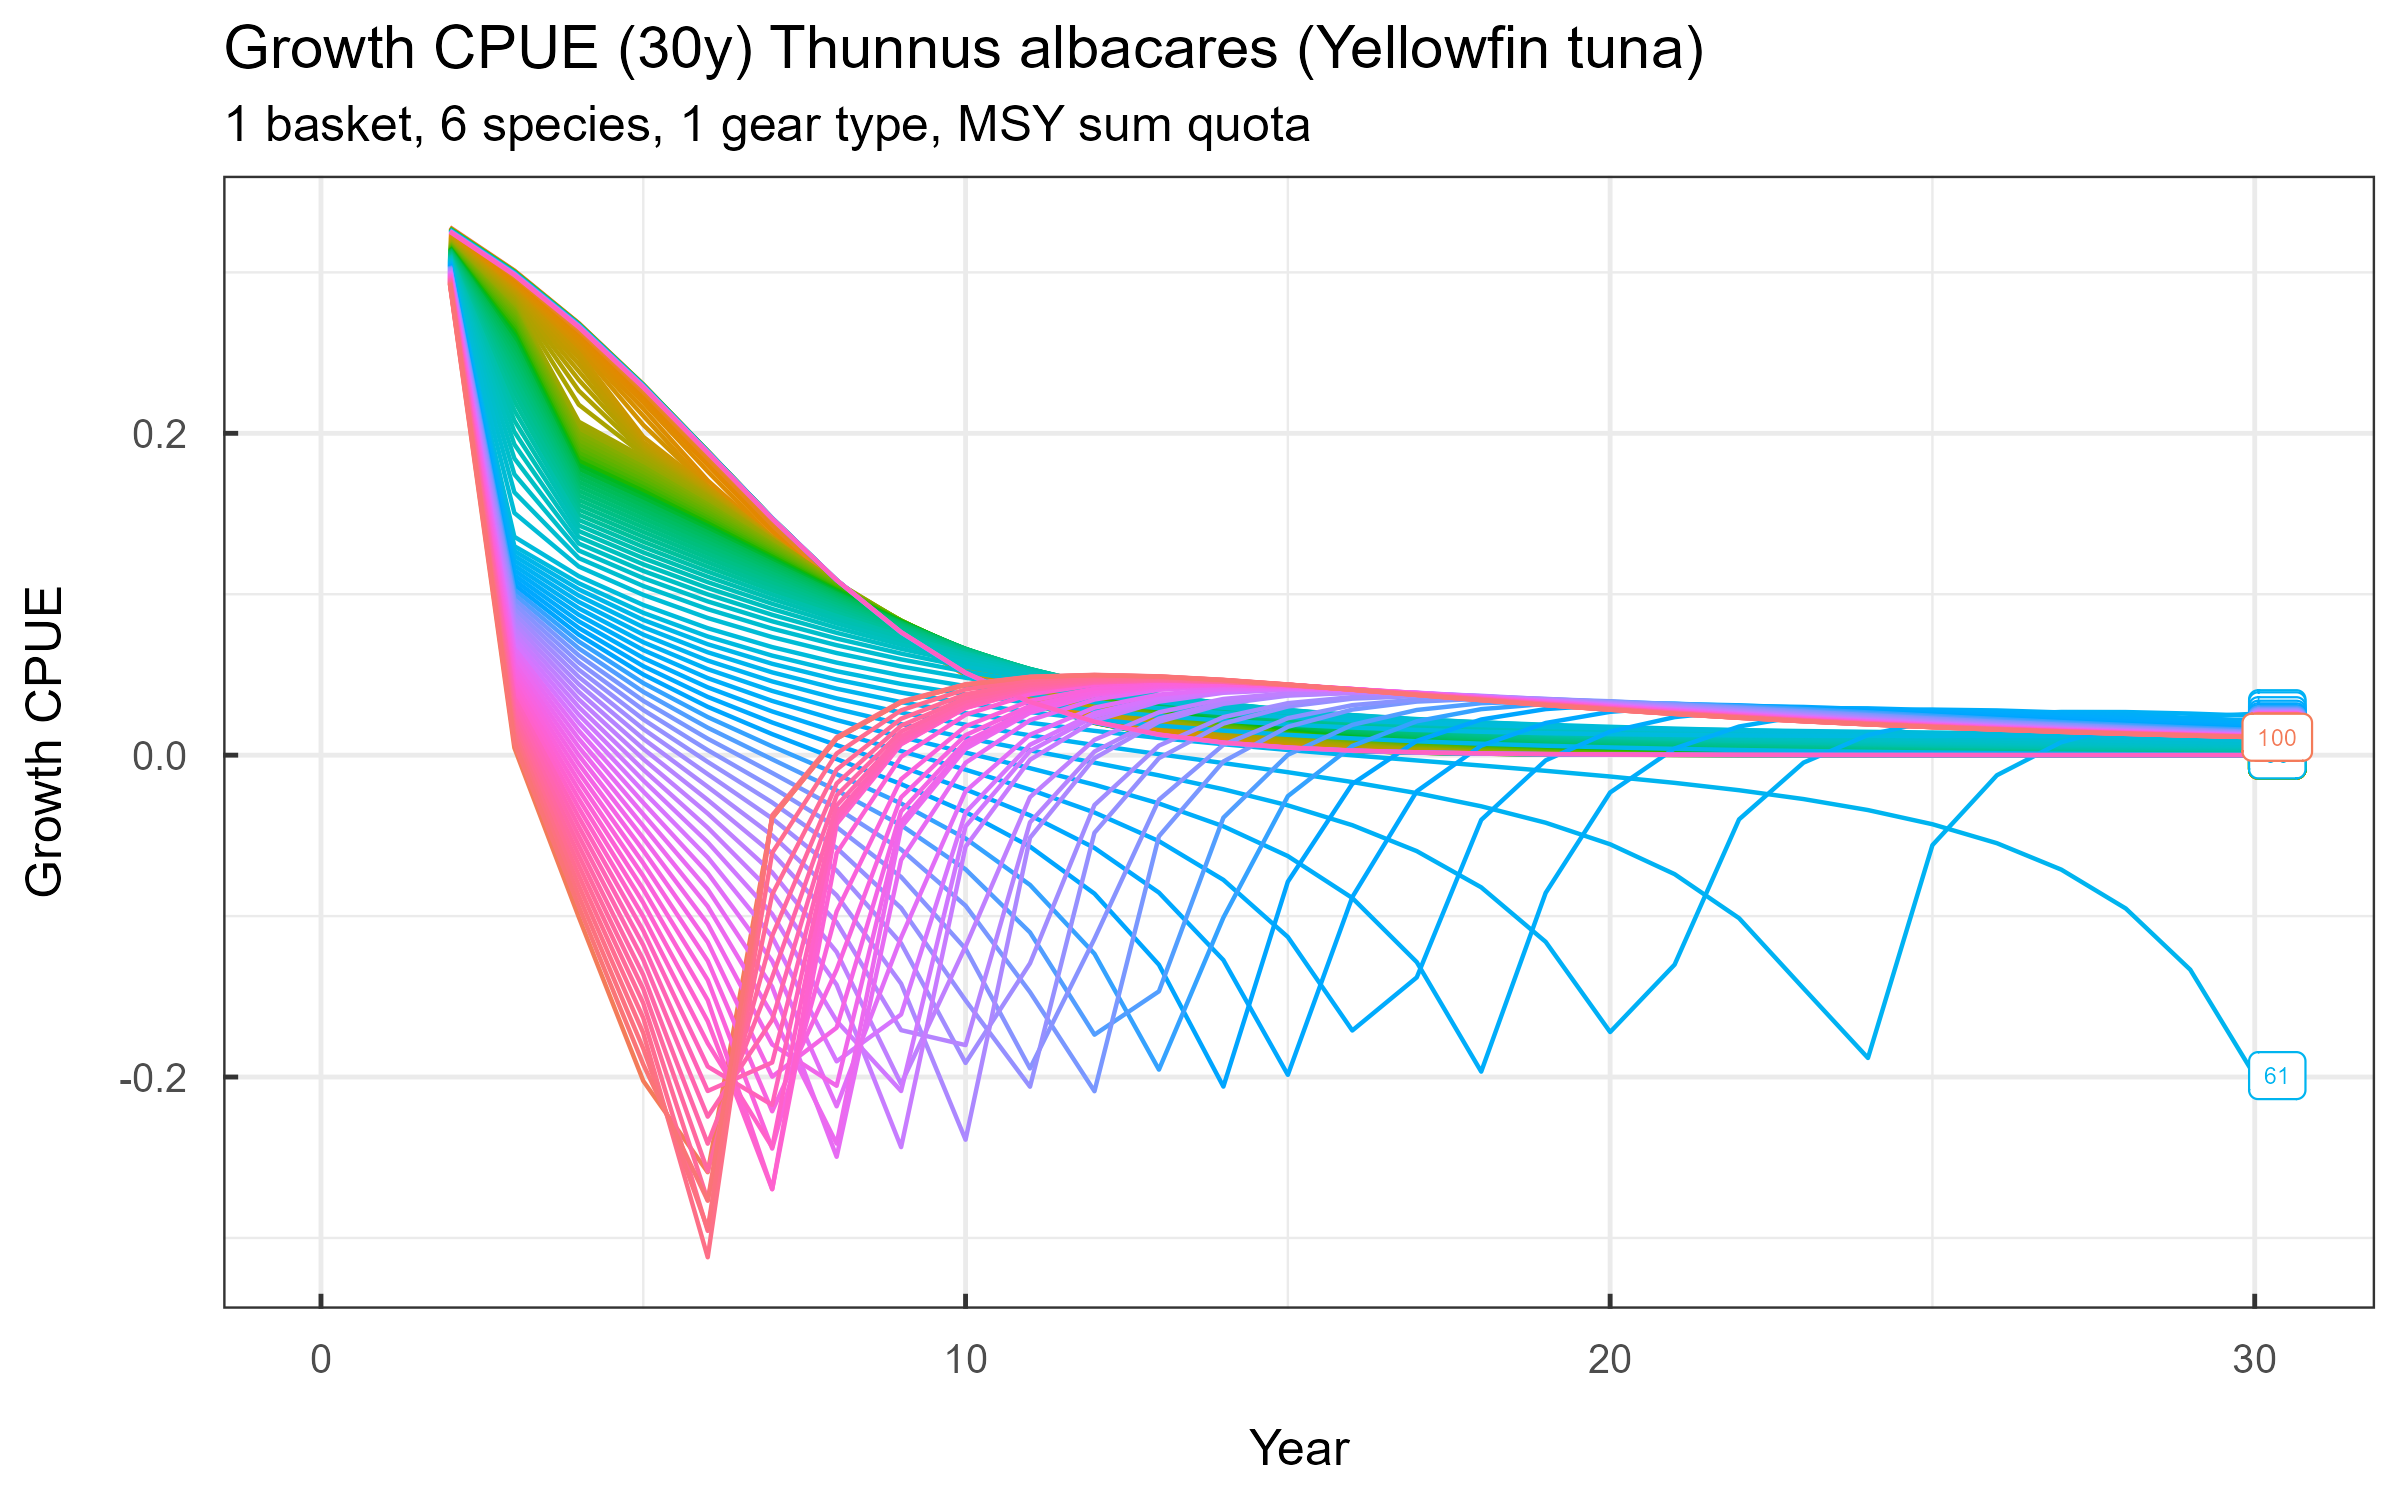 Growth CPUE (30y) Thunnus albacares (Yellowfin tuna)
1 basket, 6 species, 1 gear type, MSY sum quota
Growth CPUE
0.2
0.0
-0.2
100
61
0
10
20
30
Year